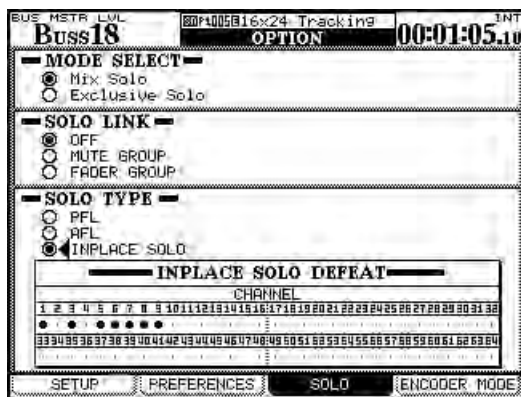 BUS MSTR LVL
Buss18
16x24 Tracking
OPTION
INT
00:01:05.10
MODE SELECT
Mix Solo
Exclusive Solo
SOLO LINK
OFF
MUTE GROUP
FADER GROUP
SOLO TYPE
PFL
AFL
INPLACE SOLO
INPLACE SOLO DEFEAT
CHANNEL
1 2 3 4 5 6 7 8 9 10 11 12 13 14 15 16 17 18 19 20 21 22 23 24 25 26 27 28 29 30 31 32
33 34 35 36 37 38 39 40 41 42 43 44 45 46 47 48 49 50 51 52 53 54 55 56 57 58 59 60 61 62 63 64
SETUP
PREFERENCES
SOLO
ENCODER MODE